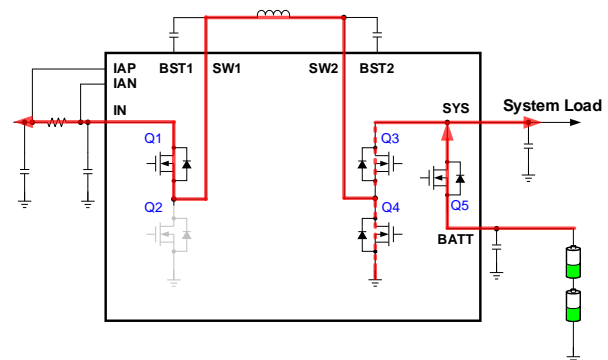 BST1 SW1 SW2 BST2
IAP
IAN
IN
SYS System Load
Q1 Q3
Q2 Q4 Q5
BATT